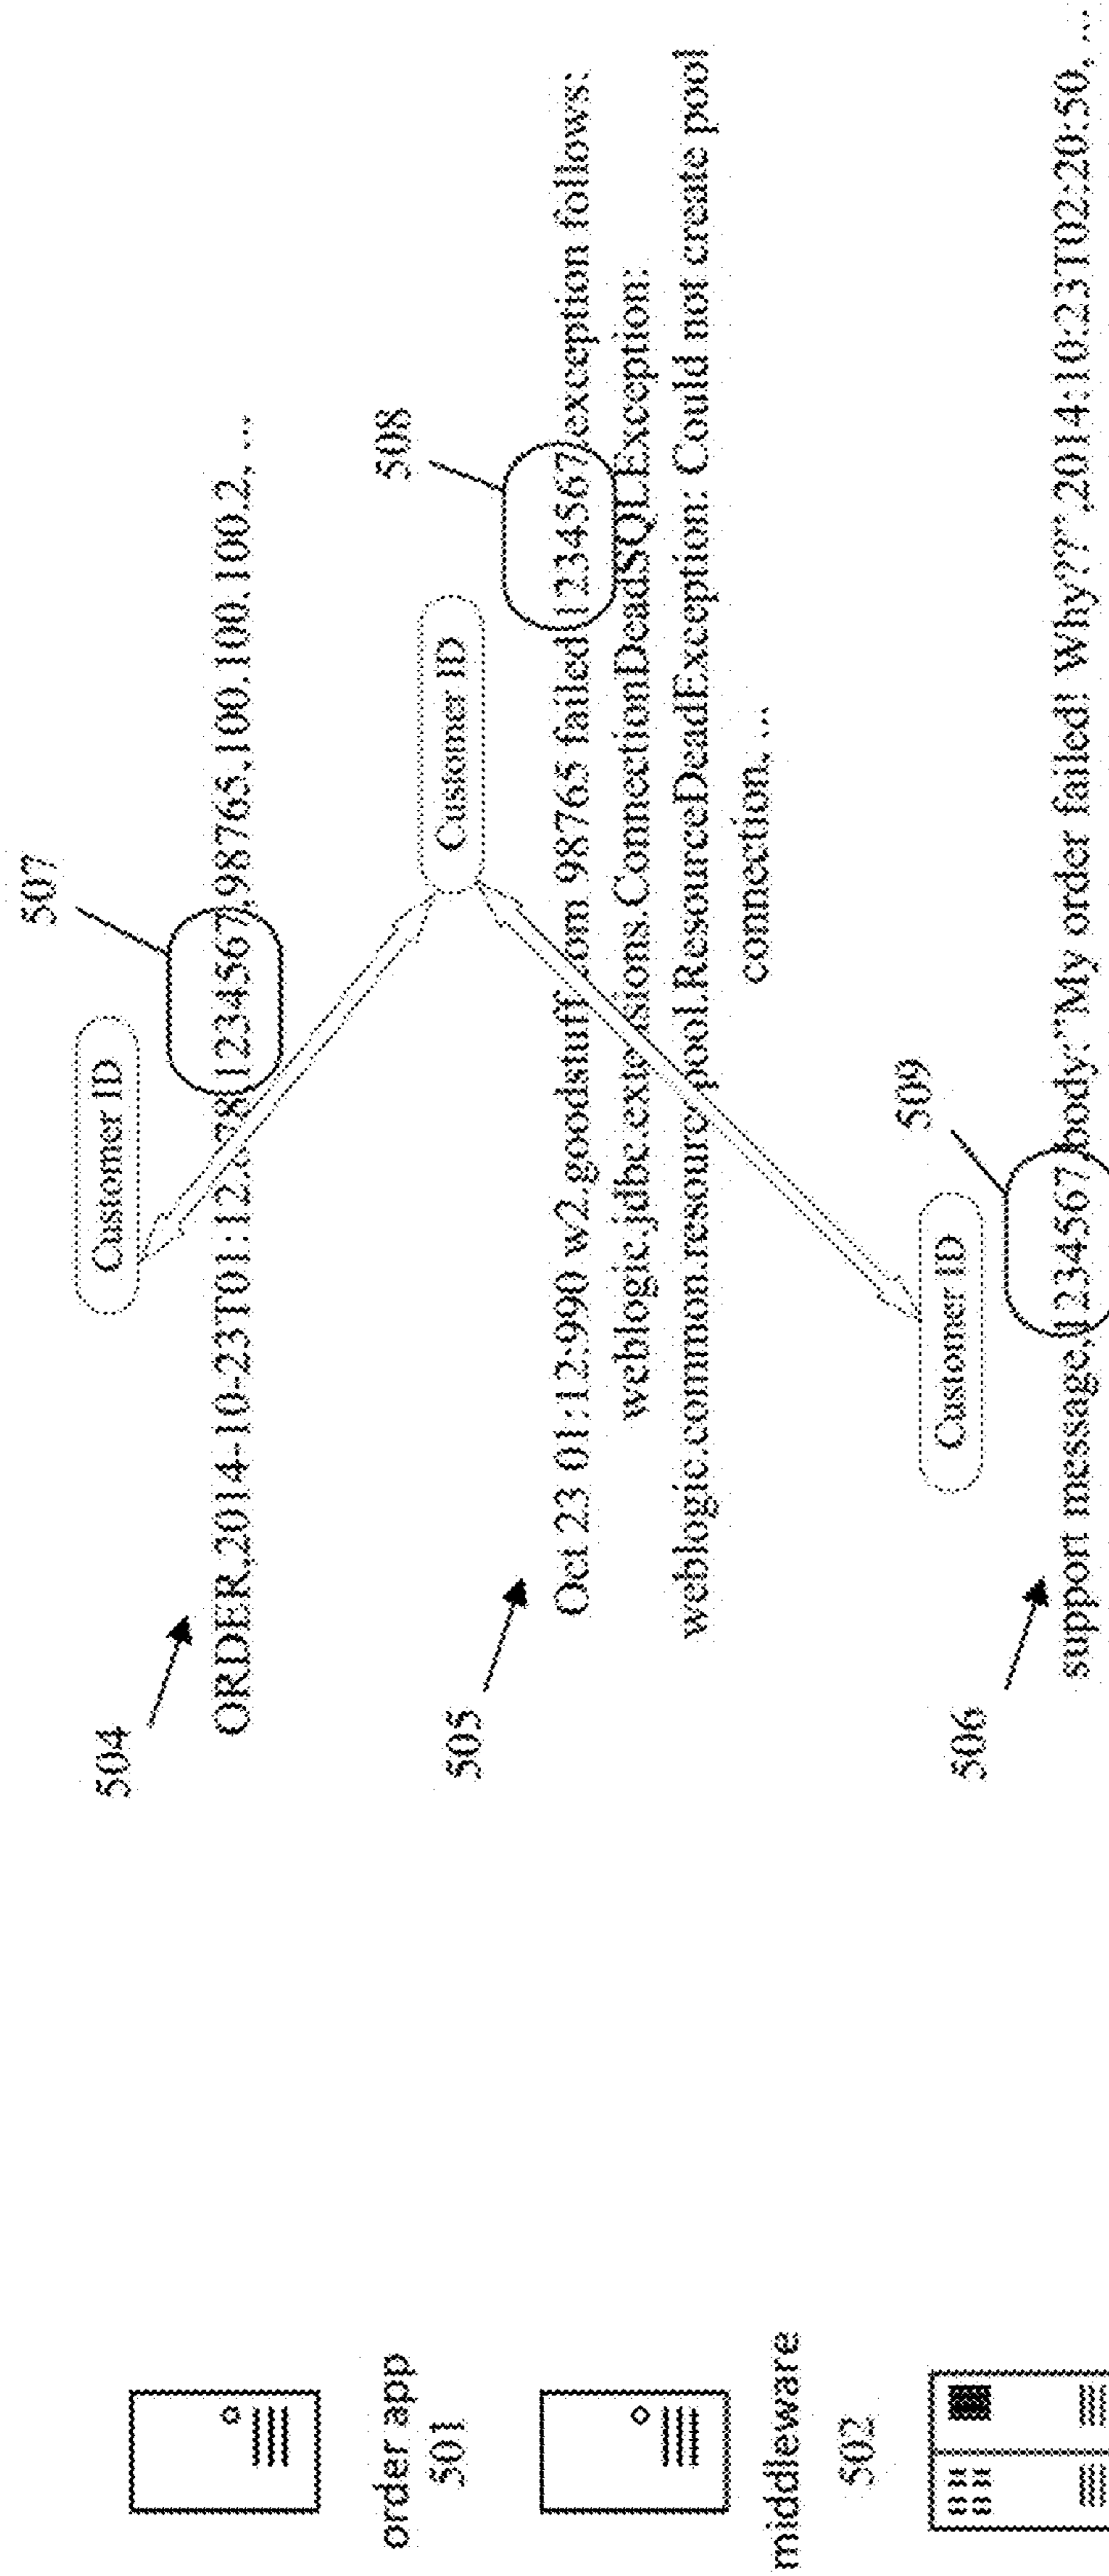 507
Customer ID
504
ORDER,2014-10-23T01:12: 1234567,98765,100.100.100.2, ...
order app
501
508
Customer ID
505
Oct 23 01:12:990 w2.goodstuff.com 98765 failed 1234567 exception follows:
weblogic.jdbc.extensions.ConnectionDeadSQLException:
weblogic.common.resourcepool.ResourceDeadException: Could not create pool
connection, ...
middleware
502
509
Customer ID
506
support message,1234567,body:"My order failed! Why??",2014:10:23T02:20:50, ...